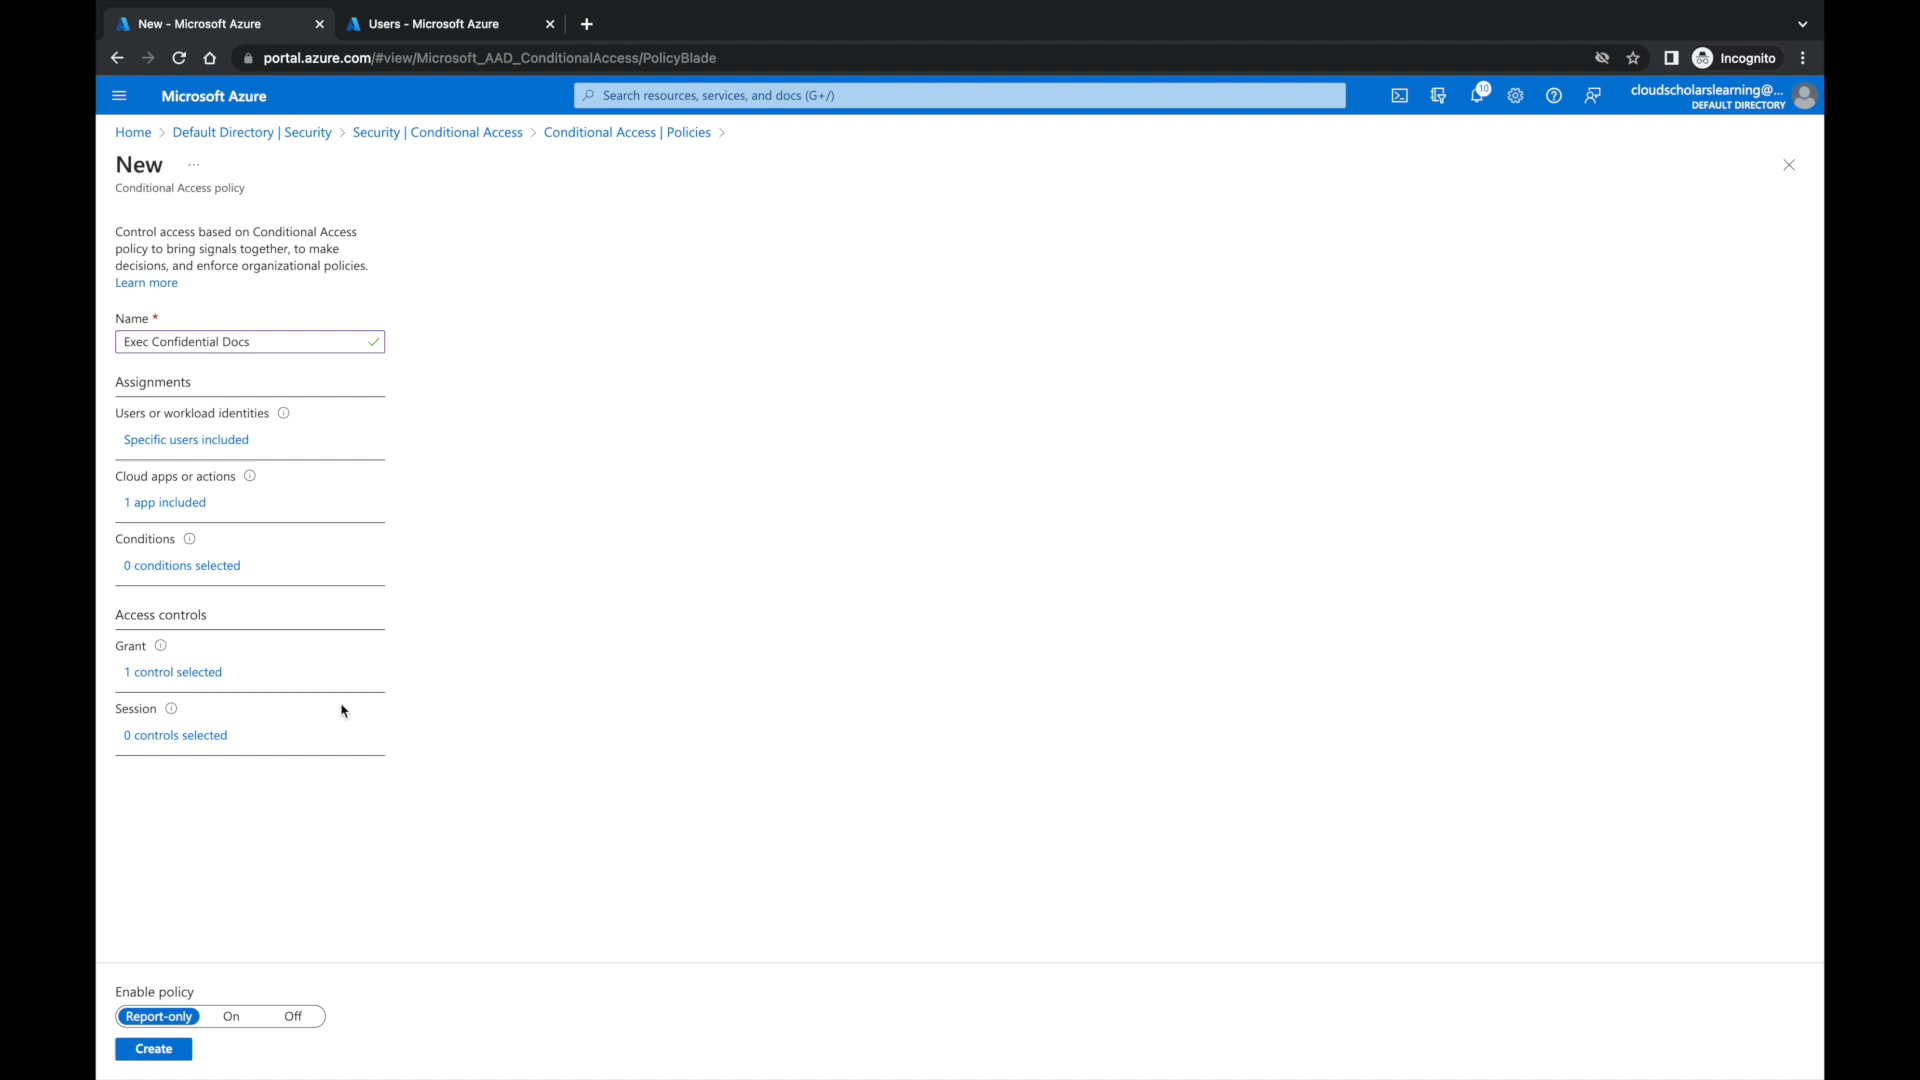 New - Microsoft Azure
Users - Microsoft Azure
portal.azure.com/#view/Microsoft_AAD_ConditionalAccess/PolicyBlade
Incognito
Microsoft Azure
Search resources, services, and docs (G+/)
10
cloudscholarslearning@...
DEFAULT DIRECTORY
Home > Default Directory | Security > Security | Conditional Access > Conditional Access | Policies >
New ...
Conditional Access policy
Control access based on Conditional Access
policy to bring signals together, to make
decisions, and enforce organizational policies.
Learn more
Name *
Exec Confidential Docs
Assignments
Users or workload identities
Specific users included
Cloud apps or actions
1 app included
Conditions
0 conditions selected
Access controls
Grant
1 control selected
Session
0 controls selected
Enable policy
Report-only On Off
Create